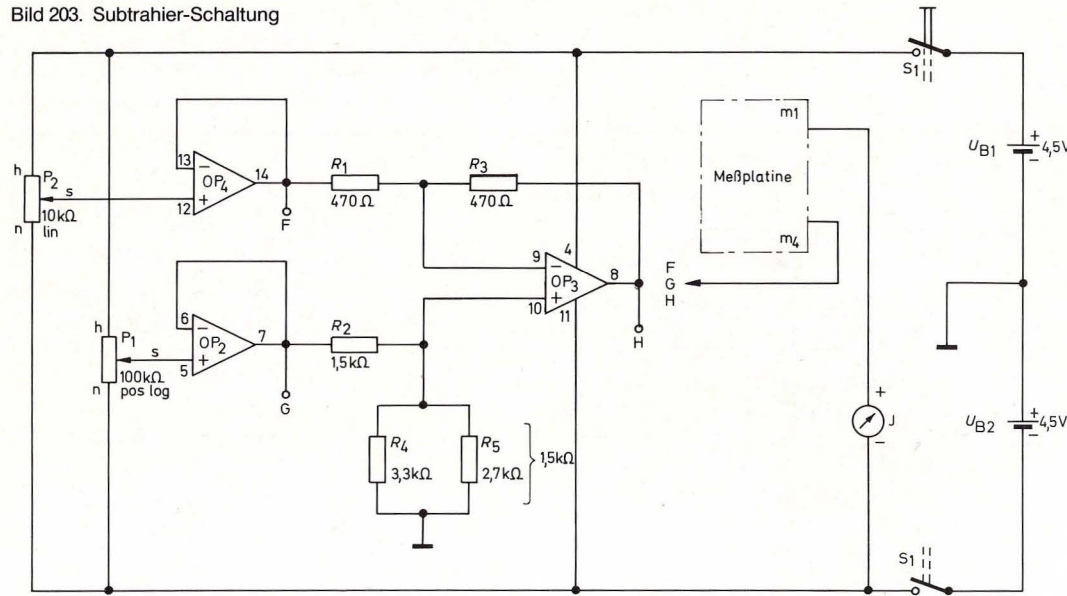 Bild 203. Subtrahier-Schaltung
S1
m1
UB1
+
4,5V
-
Meßplatine
m4
h
P2
s
10kΩ
lin
n
13
-
OP4
14
12
+
F
R1
470Ω
R3
470Ω
9
-
4
OP3
8
10
+
11
H
F
G
H
h
P1
s
100kΩ
pos log
n
6
-
OP2
7
5
+
G
R2
1,5kΩ
R4
3,3kΩ
R5
2,7kΩ
1,5kΩ
+
J
-
UB2
+
4,5V
-
S1